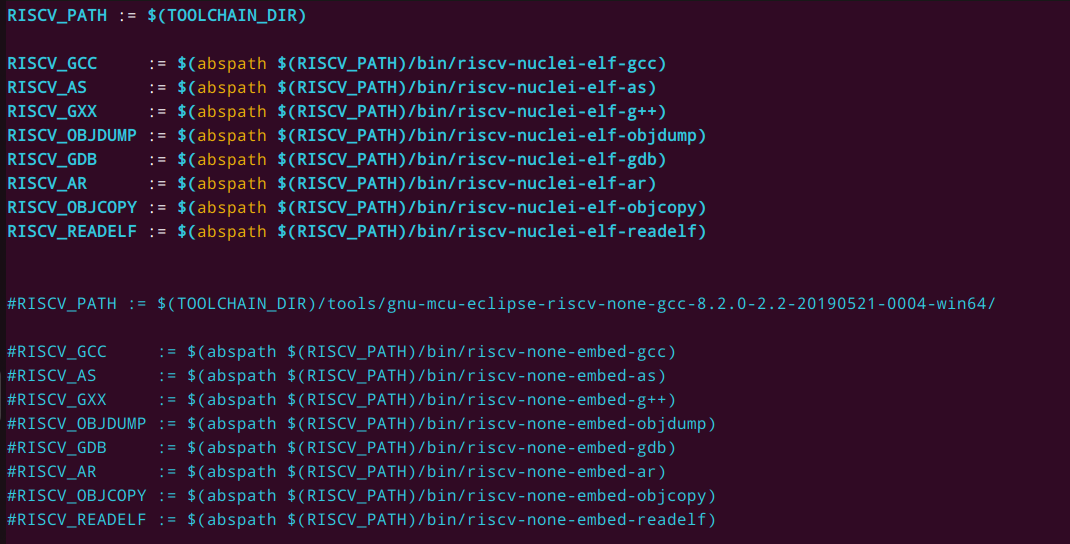 RISCV_PATH := $(TOOLCHAIN_DIR)
RISCV_GCC     := $(abspath $(RISCV_PATH)/bin/riscv-nuclei-elf-gcc)
RISCV_AS      := $(abspath $(RISCV_PATH)/bin/riscv-nuclei-elf-as)
RISCV_GXX     := $(abspath $(RISCV_PATH)/bin/riscv-nuclei-elf-g++)
RISCV_OBJDUMP := $(abspath $(RISCV_PATH)/bin/riscv-nuclei-elf-objdump)
RISCV_GDB     := $(abspath $(RISCV_PATH)/bin/riscv-nuclei-elf-gdb)
RISCV_AR      := $(abspath $(RISCV_PATH)/bin/riscv-nuclei-elf-ar)
RISCV_OBJCOPY := $(abspath $(RISCV_PATH)/bin/riscv-nuclei-elf-objcopy)
RISCV_READELF := $(abspath $(RISCV_PATH)/bin/riscv-nuclei-elf-readelf)
#RISCV_PATH := $(TOOLCHAIN_DIR)/tools/gnu-mcu-eclipse-riscv-none-gcc-8.2.0-2.2-20190521-0004-win64/
#RISCV_GCC     := $(abspath $(RISCV_PATH)/bin/riscv-none-embed-gcc)
#RISCV_AS      := $(abspath $(RISCV_PATH)/bin/riscv-none-embed-as)
#RISCV_GXX     := $(abspath $(RISCV_PATH)/bin/riscv-none-embed-g++)
#RISCV_OBJDUMP := $(abspath $(RISCV_PATH)/bin/riscv-none-embed-objdump)
#RISCV_GDB     := $(abspath $(RISCV_PATH)/bin/riscv-none-embed-gdb)
#RISCV_AR      := $(abspath $(RISCV_PATH)/bin/riscv-none-embed-ar)
#RISCV_OBJCOPY := $(abspath $(RISCV_PATH)/bin/riscv-none-embed-objcopy)
#RISCV_READELF := $(abspath $(RISCV_PATH)/bin/riscv-none-embed-readelf)